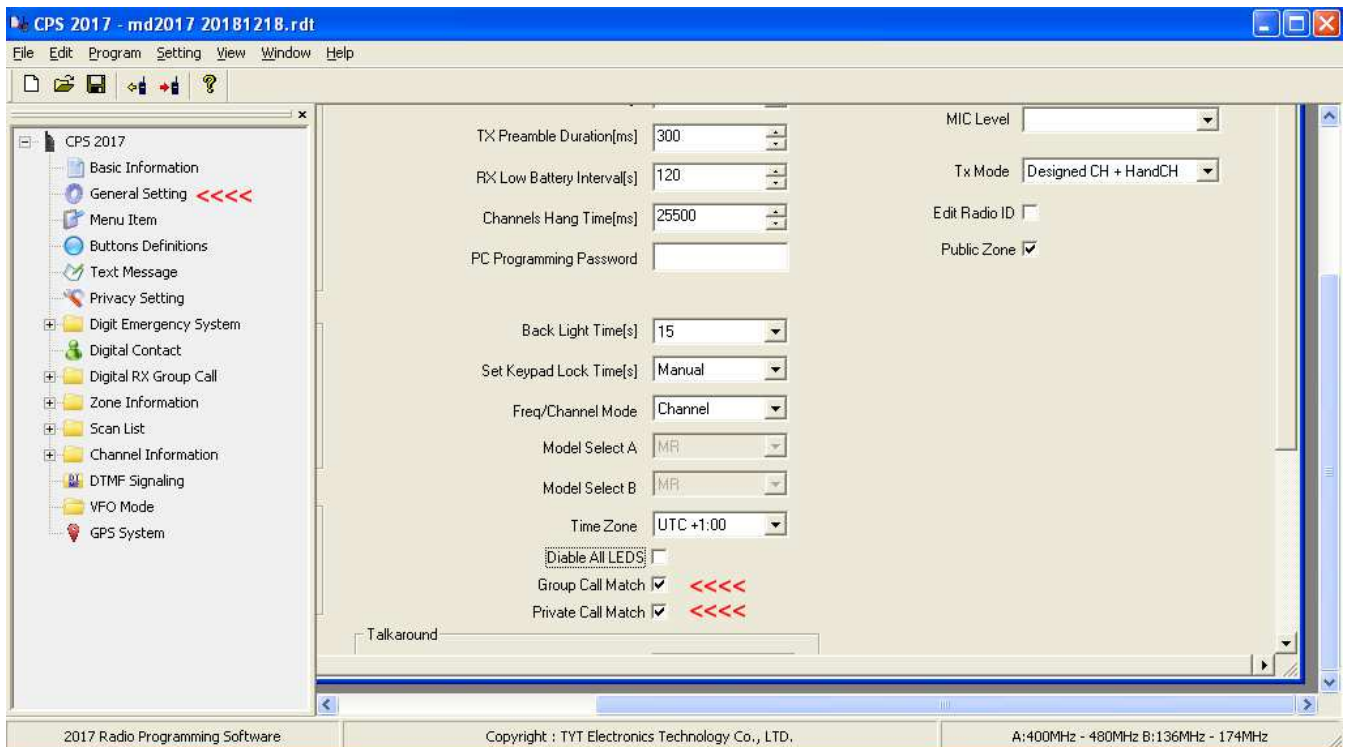 CPS 2017 - md2017 20181218.rdt
File Edit Program Setting View Window Help
CPS 2017
Basic Information
General Setting <<<<
Menu Item
Buttons Definitions
Text Message
Privacy Setting
Digit Emergency System
Digital Contact
Digital RX Group Call
Zone Information
Scan List
Channel Information
DTMF Signaling
VFO Mode
GPS System
TX Preamble Duration[ms] 300
RX Low Battery Interval[s] 120
Channels Hang Time[ms] 25500
PC Programming Password
Back Light Time[s] 15
Set Keypad Lock Time[s] Manual
Freq/Channel Mode Channel
Model Select A MR
Model Select B MR
Time Zone UTC +1:00
Diable All LEDS
Group Call Match <<<<
Private Call Match <<<<
Talkaround
MIC Level
Tx Mode Designed CH + HandCH
Edit Radio ID
Public Zone
2017 Radio Programming Software
Copyright : TYT Electronics Technology Co., LTD.
A:400MHz - 480MHz B:136MHz - 174MHz